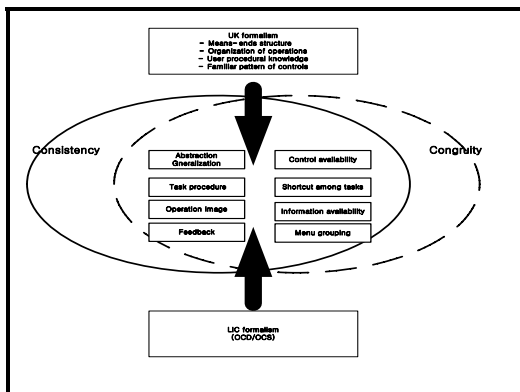 UK formalism
- Means-ends structure
- Organization of operations
- User procedural knowledge
- Familiar pattern of controls
Consistency
Congruity
Abstraction
Gneralization
Control availability
Task procedure
Shortcut among tasks
Operation image
Information availability
Feedback
Menu grouping
LIC formalism
(OCD/OCS)